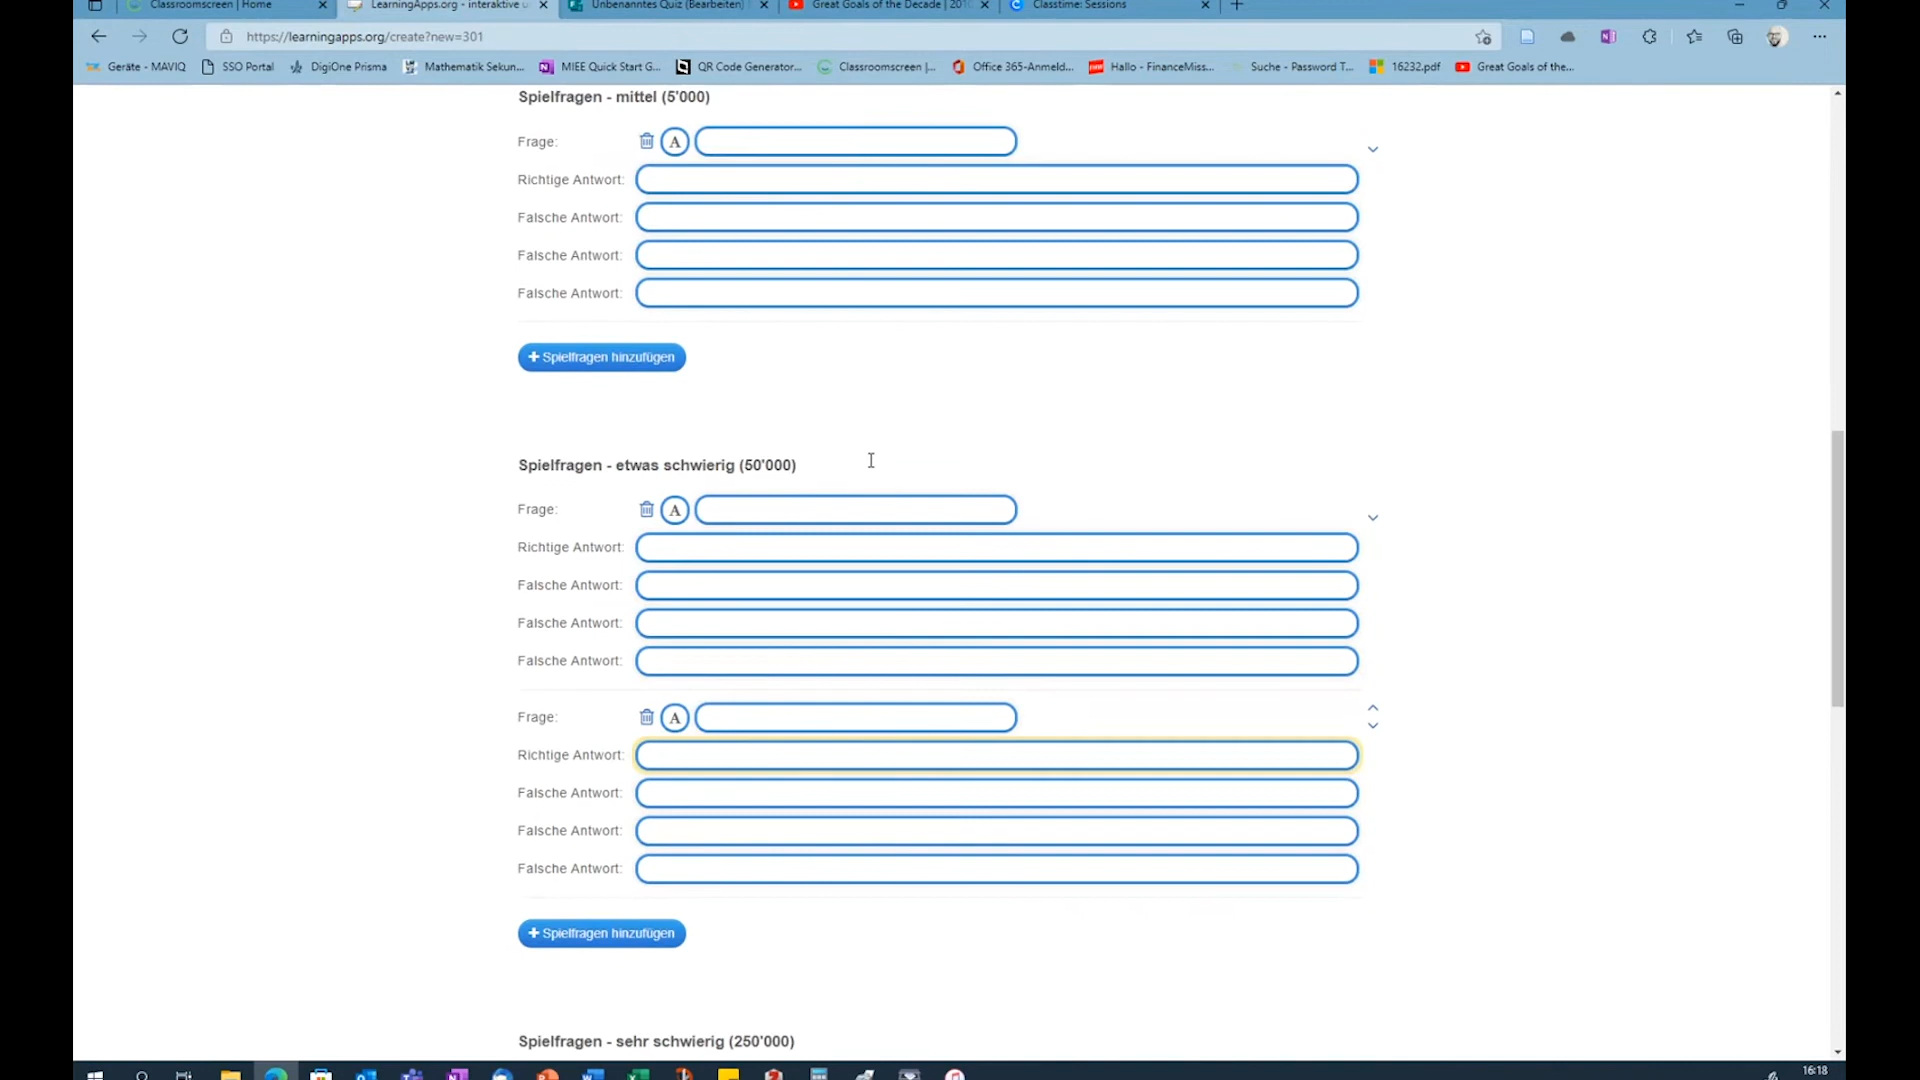 Classroomscreen | Home
LearningApps.org - interaktive u
Unbenanntes Quiz (Bearbeiten)
Great Goals of the Decade | 201
Classtime: Sessions
https://learningapps.org/create?new=301
Geräte - MAVIQ
SSO Portal
DigiOne Prisma
Mathematik Sekun...
MIEE Quick Start G...
QR Code Generator...
Classroomscreen |...
Office 365-Anmeld...
Hallo - FinanceMiss...
Suche - Password T...
16232.pdf
Great Goals of the...
Spielfragen - mittel (5'000)
Frage: A
Richtige Antwort:
Falsche Antwort:
Falsche Antwort:
Falsche Antwort:
+ Spielfragen hinzufügen
Spielfragen - etwas schwierig (50'000)
Frage: A
Richtige Antwort:
Falsche Antwort:
Falsche Antwort:
Falsche Antwort:
Frage: A
Richtige Antwort:
Falsche Antwort:
Falsche Antwort:
Falsche Antwort:
+ Spielfragen hinzufügen
Spielfragen - sehr schwierig (250'000)
16:18